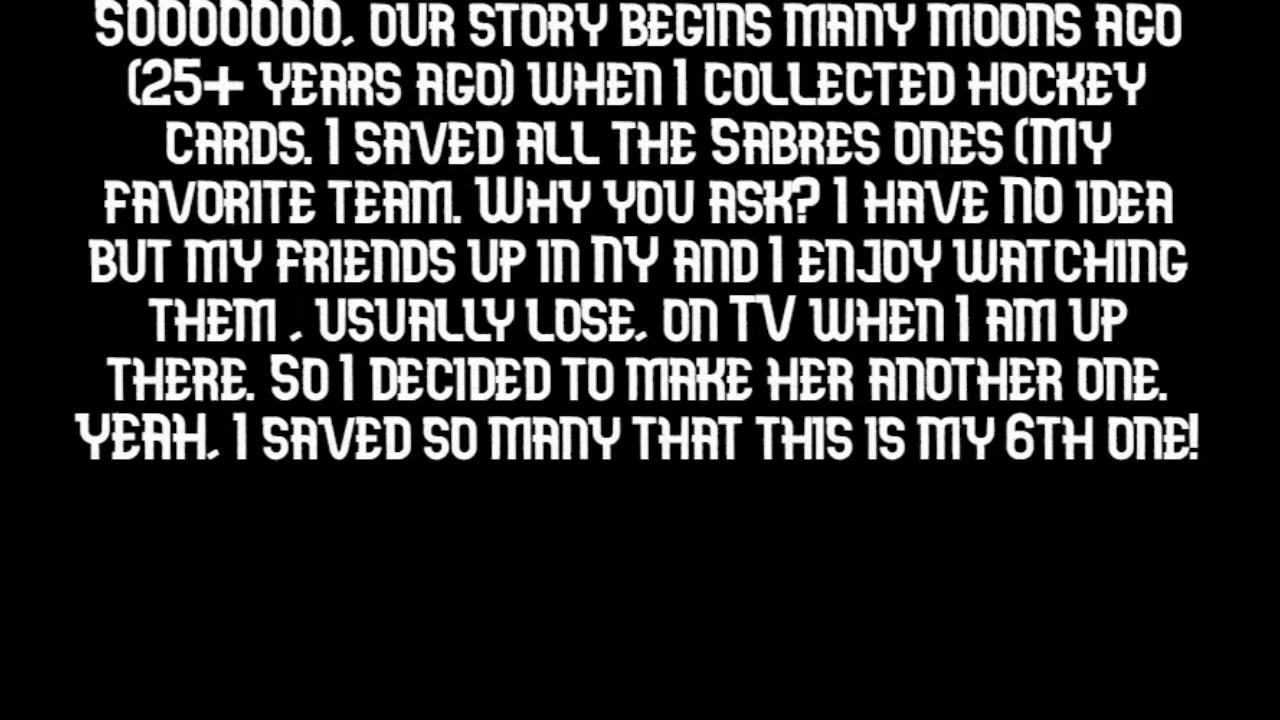 Sooooooo, our story begins many moons ago
(25+ years ago) when I collected hockey
cards. I saved all the Sabres ones (My
favorite team. Why you ask? I have NO idea
but my friends up in NY and I enjoy watching
them , usually lose, on TV when I am up
there. So I decided to make her another one.
YEAH, I saved so many that this is my 6th one!